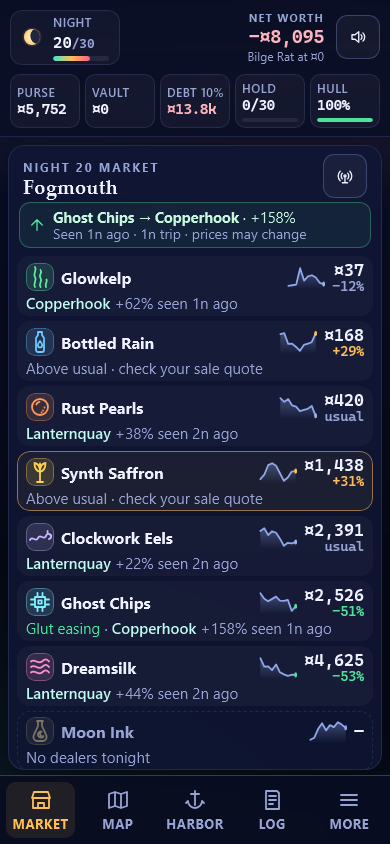 NIGHT
20/30
NET WORTH
−¤8,095
Bilge Rat at ¤0
PURSE
¤5,752
VAULT
¤0
DEBT 10%
¤13.8k
HOLD
0/30
HULL
100%
NIGHT 20 MARKET
Fogmouth
Ghost Chips → Copperhook · +158%
Seen 1n ago · 1n trip · prices may change
Glowkelp
¤37
−12%
Copperhook +62% seen 1n ago
Bottled Rain
¤168
+29%
Above usual · check your sale quote
Rust Pearls
¤420
usual
Lanternquay +38% seen 2n ago
Synth Saffron
¤1,438
+31%
Above usual · check your sale quote
Clockwork Eels
¤2,391
usual
Lanternquay +22% seen 2n ago
Ghost Chips
¤2,526
−51%
Glut easing · Copperhook +158% seen 1n ago
Dreamsilk
¤4,625
−53%
Lanternquay +44% seen 2n ago
Moon Ink
–
No dealers tonight
MARKET
MAP
HARBOR
LOG
MORE